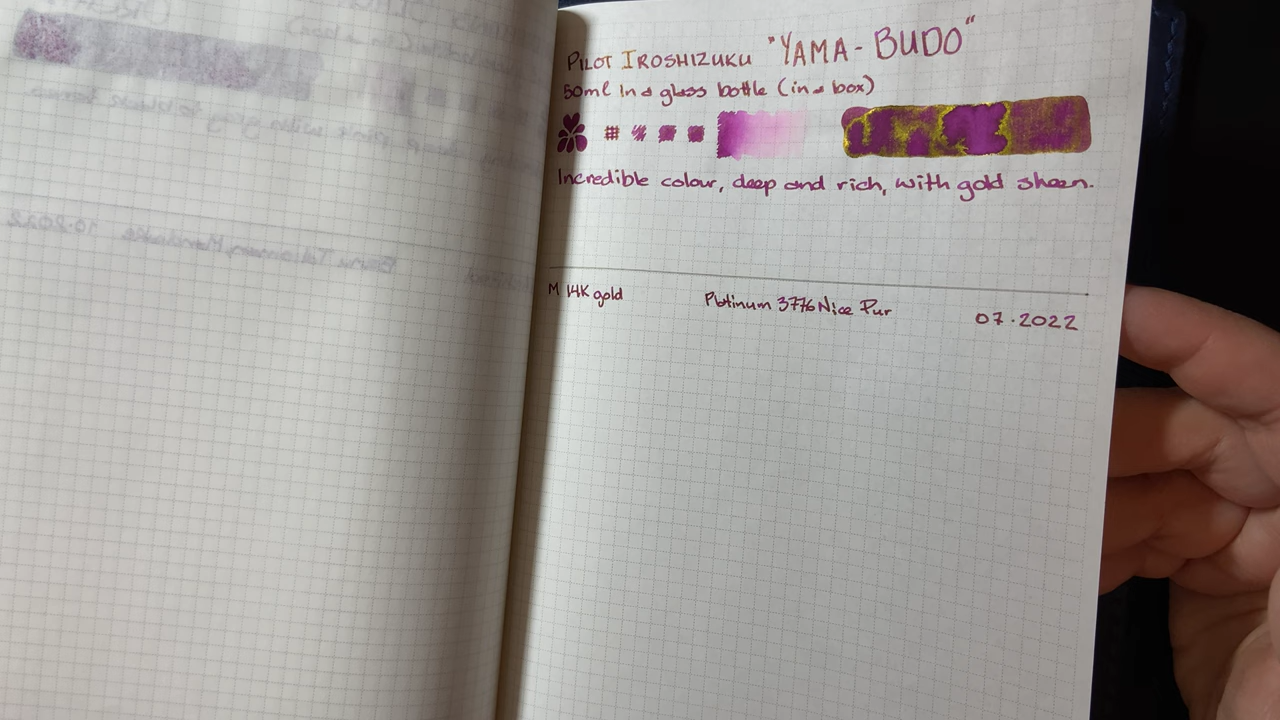 PILOT IROSHIZUKU "YAMA-BUDO"
50ml in a glass bottle (in a box)
Incredible colour, deep and rich, with gold sheen.
M 14K gold Platinum 3776 Nice Pur 07.2022